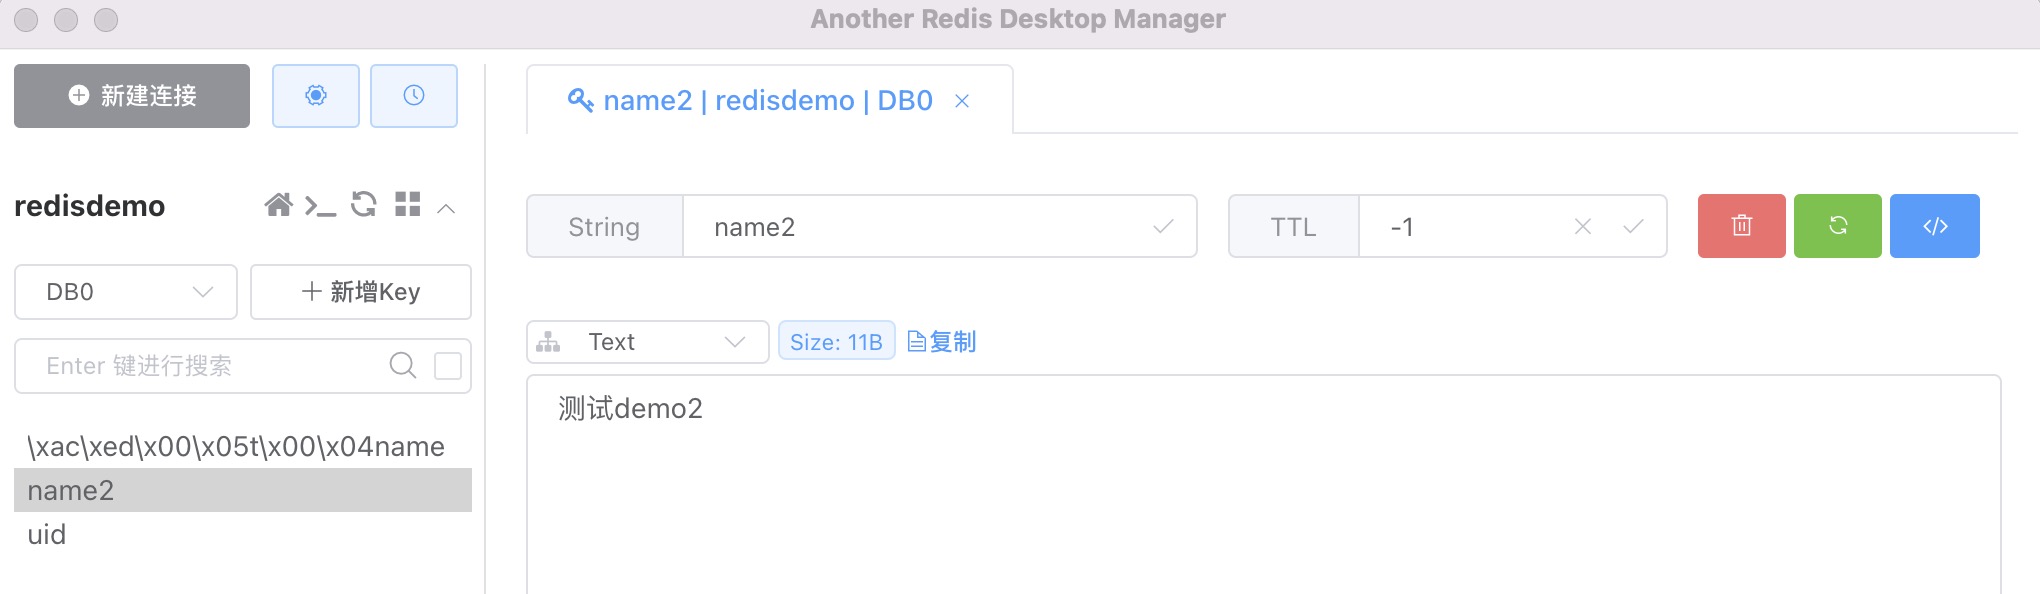 Another Redis Desktop Manager
新建连接
name2 | redisdemo | DB0
redisdemo
String name2 TTL -1
DB0 新增Key
Text Size: 11B 复制
Enter 键进行搜索
测试demo2
\xac\xed\x00\x05t\x00\x04name
name2
uid